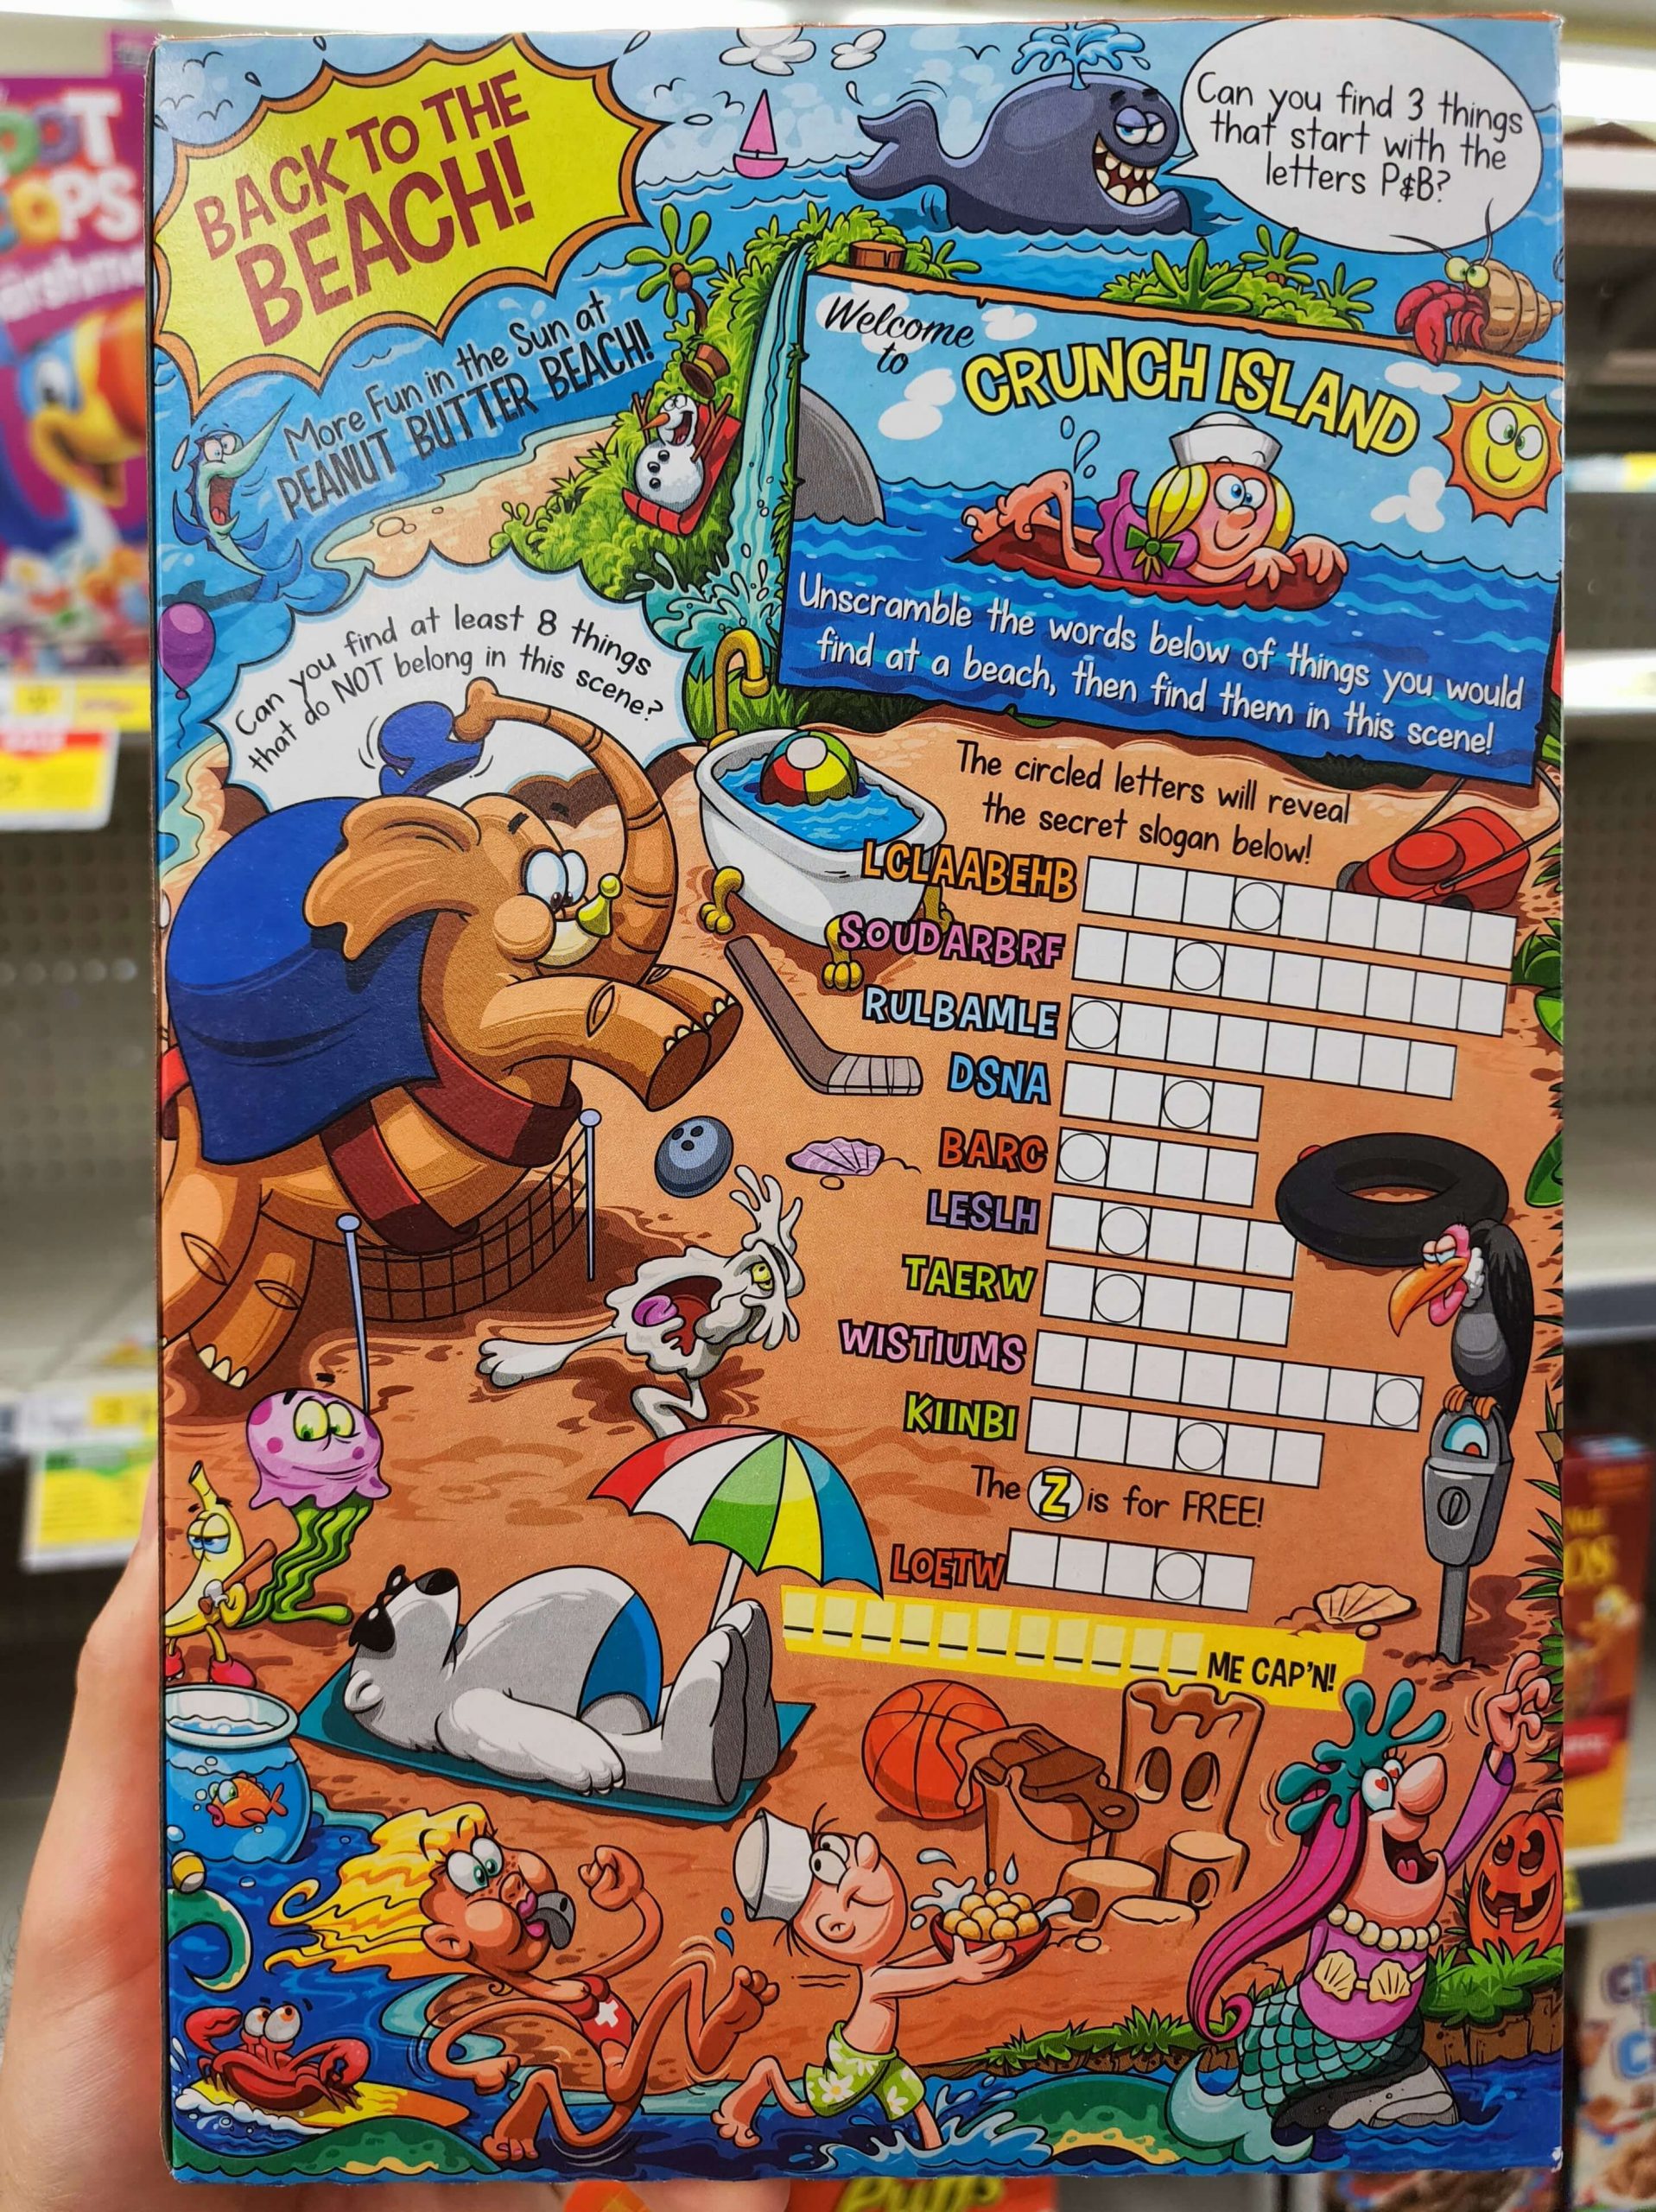 BACK TO THE
BEACH!
More Fun in the Sun at
PEANUT BUTTER BEACH!
Can you find 3 things
that start with the
letters P&B?
Welcome
to
CRUNCH ISLAND
Unscramble the words below of things you would
find at a beach, then find them in this scene!
Can you find at least 8 things
that do NOT belong in this scene?
The circled letters will reveal
the secret slogan below!
LCLAABEHB
SOUDARBRF
RULBAMLE
DSNA
BARC
LESLH
TAERW
WISTIUMS
KIINBI
The Z is for FREE!
LOETW
ME CAP'N!
Puffs